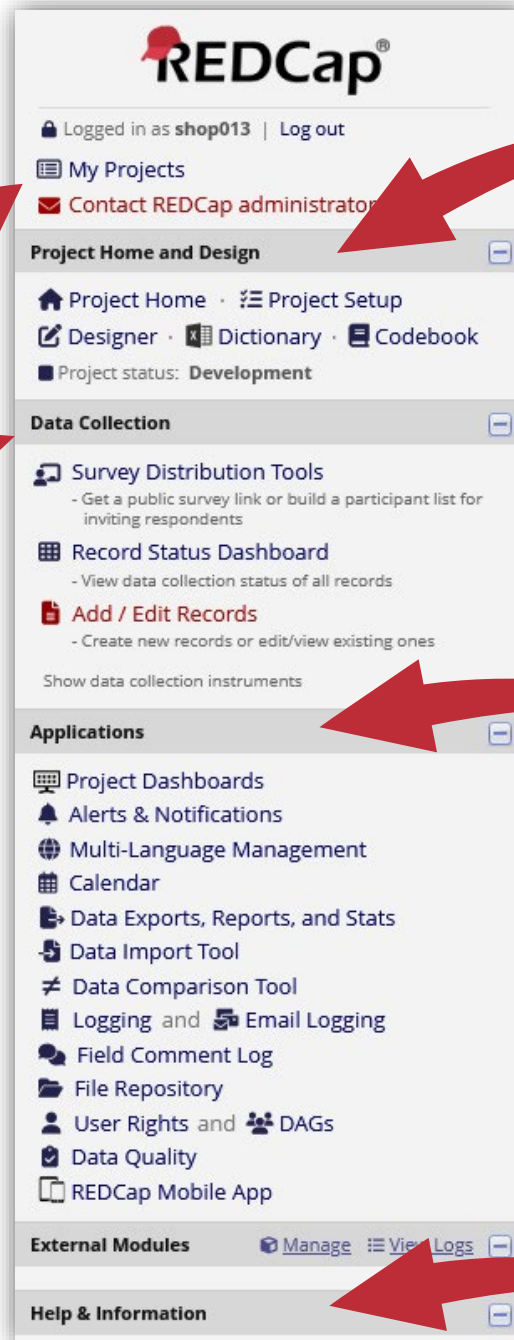 REDCap®
Logged in as shop013 | Log out
My Projects
Contact REDCap administrator
Project Home and Design
Project Home · Project Setup
Designer · Dictionary · Codebook
Project status: Development
Data Collection
Survey Distribution Tools
- Get a public survey link or build a participant list for
inviting respondents
Record Status Dashboard
- View data collection status of all records
Add / Edit Records
- Create new records or edit/view existing ones
Show data collection instruments
Applications
Project Dashboards
Alerts & Notifications
Multi-Language Management
Calendar
Data Exports, Reports, and Stats
Data Import Tool
Data Comparison Tool
Logging and Email Logging
Field Comment Log
File Repository
User Rights and DAGs
Data Quality
REDCap Mobile App
External Modules Manage View Logs
Help & Information